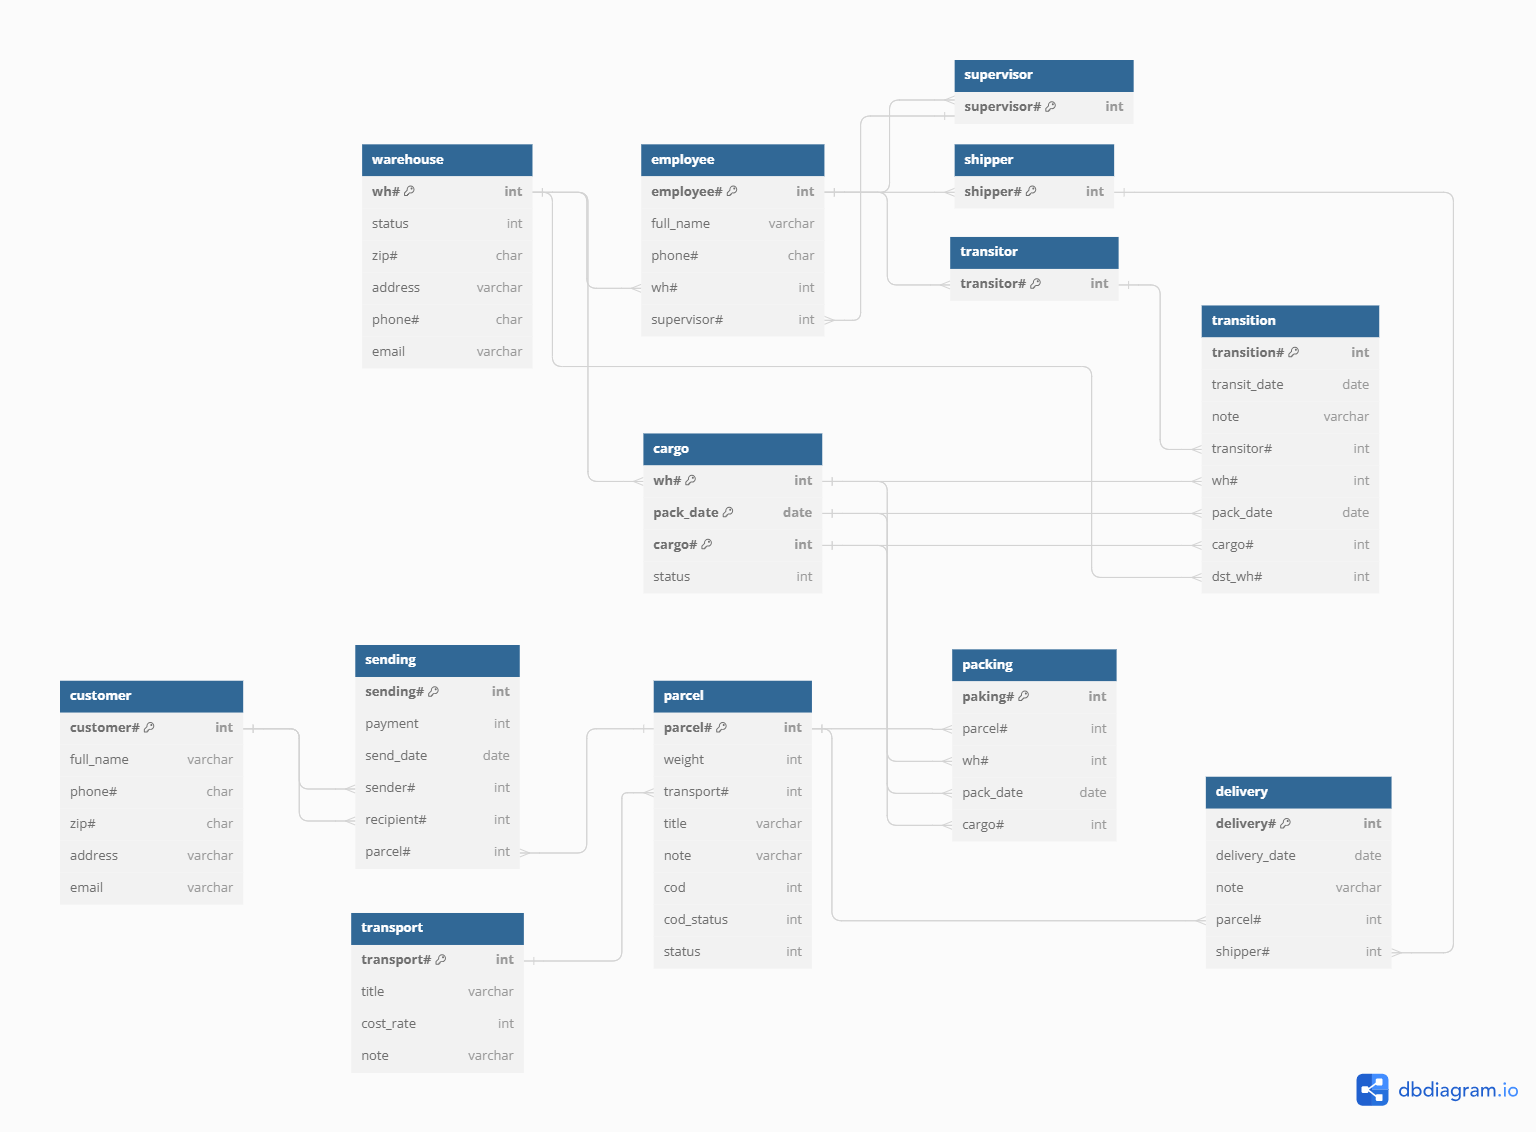 supervisor
supervisor# int
warehouse
wh# int
status int
zip# char
address varchar
phone# char
email varchar
employee
employee# int
full_name varchar
phone# char
wh# int
supervisor# int
shipper
shipper# int
transitor
transitor# int
transition
transition# int
transit_date date
note varchar
transitor# int
wh# int
pack_date date
cargo# int
dst_wh# int
cargo
wh# int
pack_date date
cargo# int
status int
customer
customer# int
full_name varchar
phone# char
zip# char
address varchar
email varchar
sending
sending# int
payment int
send_date date
sender# int
recipient# int
parcel# int
parcel
parcel# int
weight int
transport# int
title varchar
note varchar
cod int
cod_status int
status int
packing
paking# int
parcel# int
wh# int
pack_date date
cargo# int
delivery
delivery# int
delivery_date date
note varchar
parcel# int
shipper# int
transport
transport# int
title varchar
cost_rate int
note varchar
dbdiagram.io